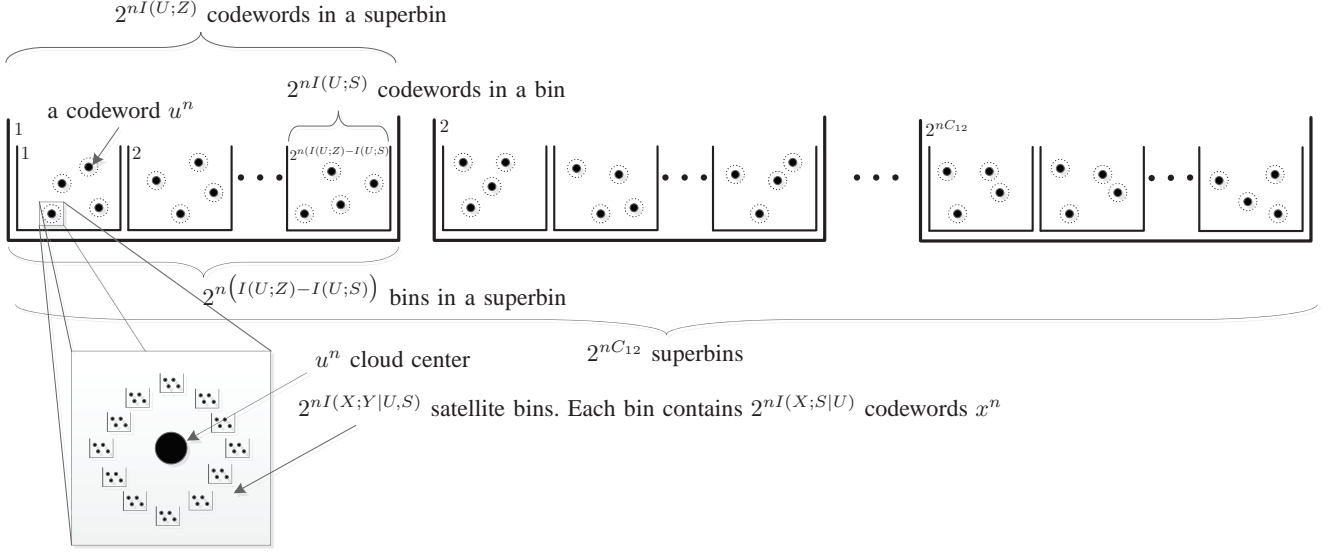 2^{nI(U;Z)} codewords in a superbin
2^{nI(U;S)} codewords in a bin
a codeword u^n
1
2
2^{nC_{12}}
1
2
2^{n(I(U;Z)−I(U;S)}
2^{n(I(U;Z)−I(U;S))} bins in a superbin
2^{nC_{12}} superbins
u^n cloud center
2^{nI(X;Y|U,S)} satellite bins. Each bin contains 2^{nI(X;S|U)} codewords x^n